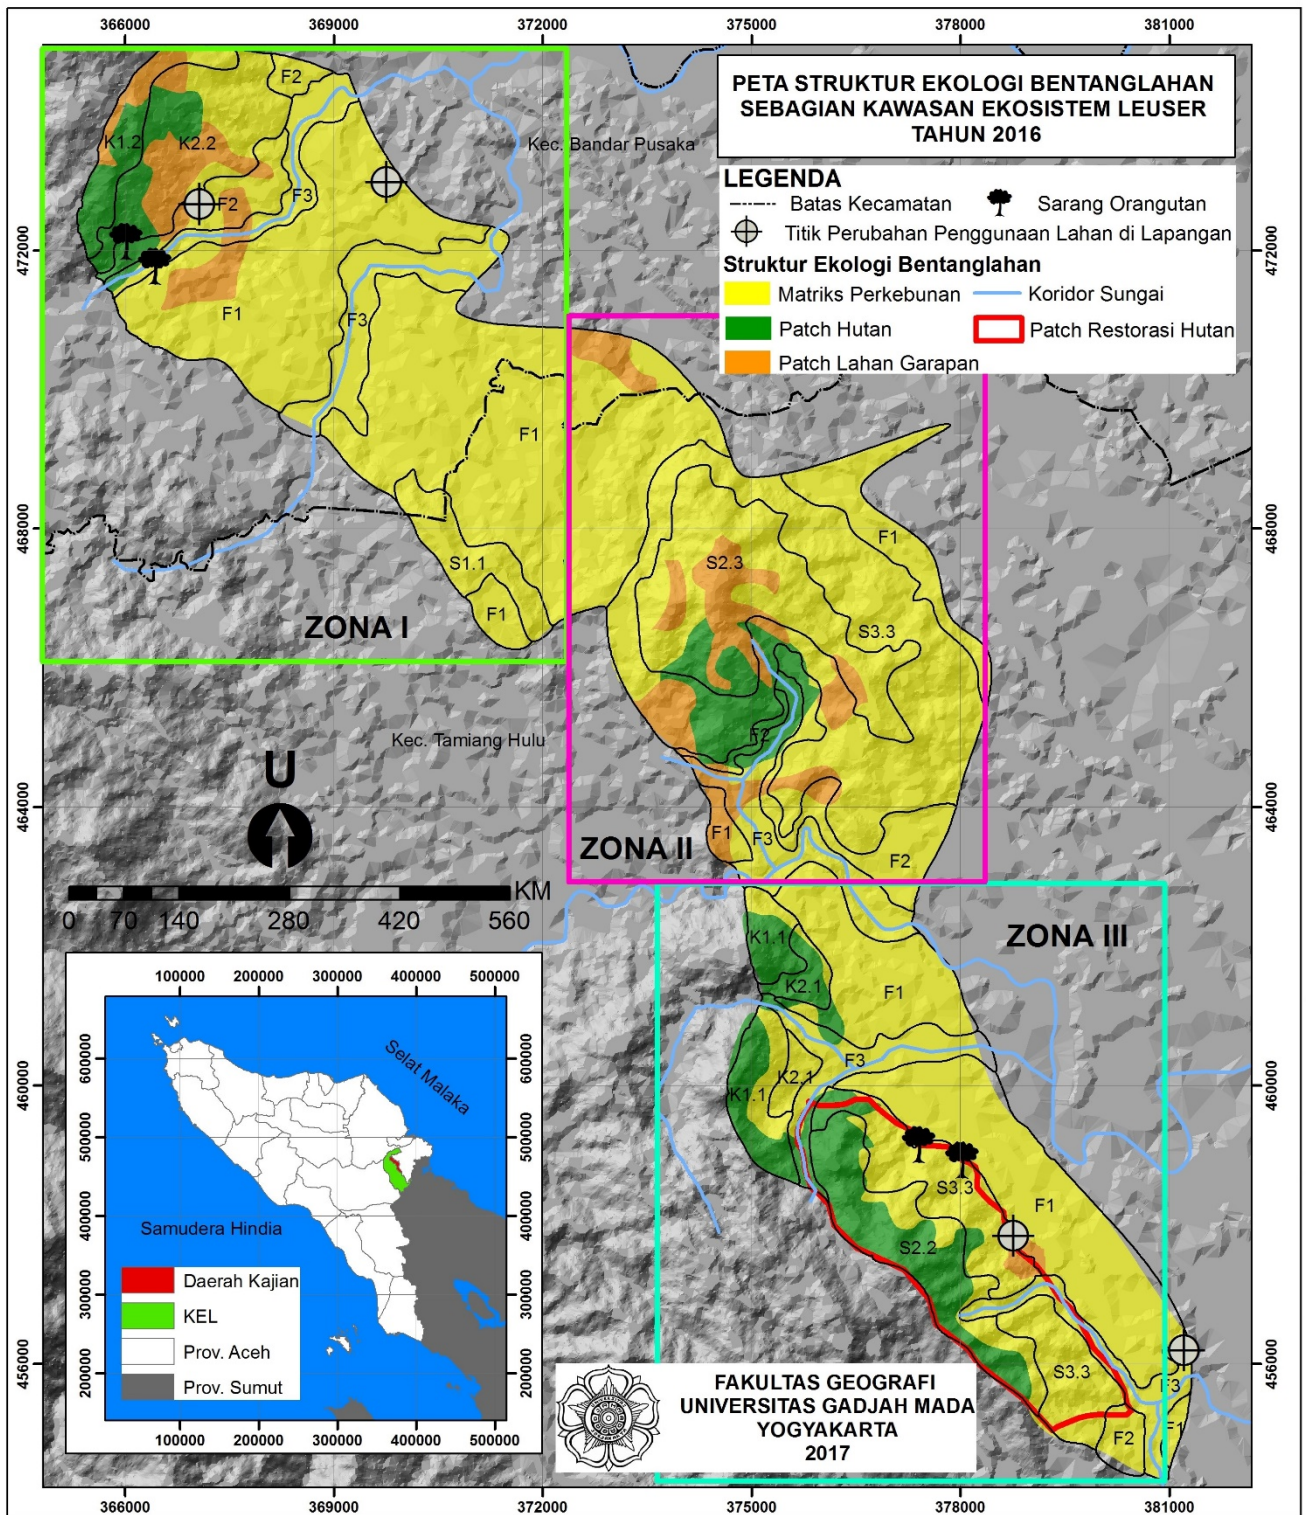 366000 369000 372000 375000 378000 381000
PETA STRUKTUR EKOLOGI BENTANGLAHAN
SEBAGIAN KAWASAN EKOSISTEM LEUSER
TAHUN 2016
LEGENDA
Batas Kecamatan
Sarang Orangutan
Titik Perubahan Penggunaan Lahan di Lapangan
Struktur Ekologi Bentanglahan
Matriks Perkebunan
Koridor Sungai
Patch Hutan
Patch Restorasi Hutan
Patch Lahan Garapan
472000
468000
464000
460000
456000
472000
468000
464000
460000
456000
Kec. Bandar Pusaka
F2
K1.2
K2.2
F2
F3
F1
F3
F1
S1.1
F1
ZONA I
F1
S2.3
S3.3
F2
F1
F3
F2
ZONA II
Kec. Tamiang Hulu
U
KM
0 70 140 280 420 560
ZONA III
K1.1
K2.1
F1
F3
K2.1
K1.1
S3.3
F1
S2.2
S3.3
F3
F2
F1
100000 200000 300000 400000 500000
600000
500000
400000
300000
200000
600000
500000
400000
300000
200000
Selat Malaka
Samudera Hindia
Daerah Kajian
KEL
Prov. Aceh
Prov. Sumut
100000 200000 300000 400000 500000
FAKULTAS GEOGRAFI
UNIVERSITAS GADJAH MADA
YOGYAKARTA
2017
366000 369000 372000 375000 378000 381000